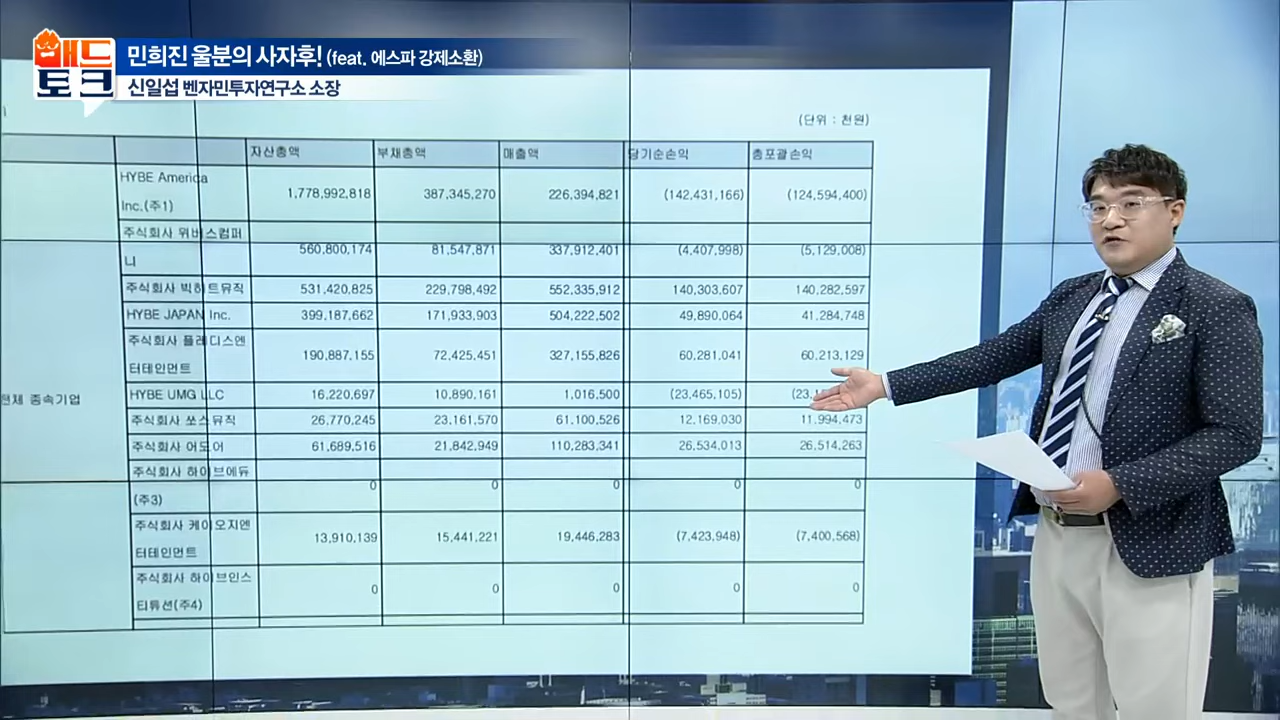 매드
토크
민희진 울분의 사자후! (feat. 에스파 강제소환)
신일섭 벤자민투자연구소 소장
(단위 : 천원)
자산총액 부채총액 매출액 당기순손익 총포괄손익
HYBE America
Inc.(주1) 1,778,992,818 387,345,270 226,394,821 (142,431,166) (124,594,400)
주식회사 위버스컴퍼
니 560,800,174 81,547,871 337,912,401 (4,407,998) (5,129,008)
주식회사 빅히트뮤직 531,420,825 229,798,492 552,335,912 140,303,607 140,282,597
HYBE JAPAN Inc. 399,187,662 171,933,903 504,222,502 49,890,064 41,284,748
주식회사 플레디스엔
터테인먼트 190,887,155 72,425,451 327,155,826 60,281,041 60,213,129
종속기업
HYBE UMG LLC 16,220,697 10,890,161 1,016,500 (23,465,105)
주식회사 쏘스뮤직 26,770,245 23,161,570 61,100,526 12,169,030 11,994,473
주식회사 어도어 61,689,516 21,842,949 110,283,341 26,534,013 26,514,263
주식회사 하이브에듀
(주3) 0 0 0 0 0
주식회사 케이오지엔
터테인먼트 13,910,139 15,441,221 19,446,283 (7,423,948) (7,400,568)
주식회사 하이브인스
티튜션(주4) 0 0 0 0 0